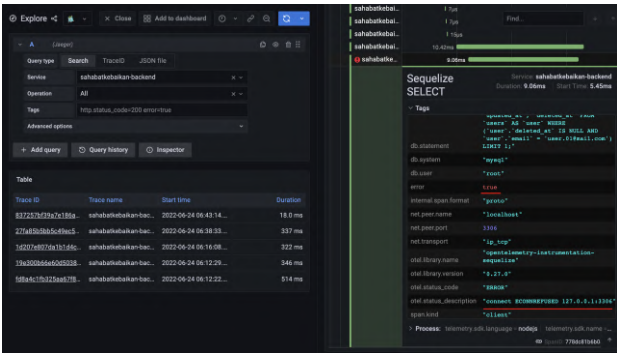 Explore
Close
Add to dashboard
A (Jaeger)
Query type Search TraceID JSON file
Service sahabatkebaikan-backend
Operation All
Tags http.status_code=200 error=true
Advanced options
+ Add query
Query history
Inspector
Table
Trace ID Trace name Start time Duration
sahabatkebaikan-bac... 2022-06-24 06:43:14.... 18.0 ms
sahabatkebaikan-bac... 2022-06-24 06:38:33.... 337 ms
sahabatkebaikan-bac... 2022-06-24 06:16:08.... 322 ms
sahabatkebaikan-bac... 2022-06-24 06:12:29.... 346 ms
sahabatkebaikan-bac... 2022-06-24 06:12:22.... 514 ms
sahabatkebai...
sahabatkebai...
sahabatkebai...
sahabatkebai... 10.42ms
sahabatke... 9.06ms
Find...
Sequelize SELECT
Service: sahabatkebaikan-backend
Duration: 9.06ms Start Time: 5.45ms
Tags
`users` AS `user` WHERE
(`user`.`deleted_at` IS NULL AND
`user`.`email` = 'user.01@mail.com')
db.statement LIMIT 1;"
db.system "mysql"
db.user "root"
error true
internal.span.format "proto"
net.peer.name "localhost"
net.peer.port 3306
net.transport "ip_tcp"
otel.library.name "opentelemetry-instrumentation-sequelize"
otel.library.version "0.27.0"
otel.status_code "ERROR"
otel.status_description "connect ECONNREFUSED 127.0.0.1:3306"
span.kind "client"
Process: telemetry.sdk.language = nodejs telemetry.sdk.name =...